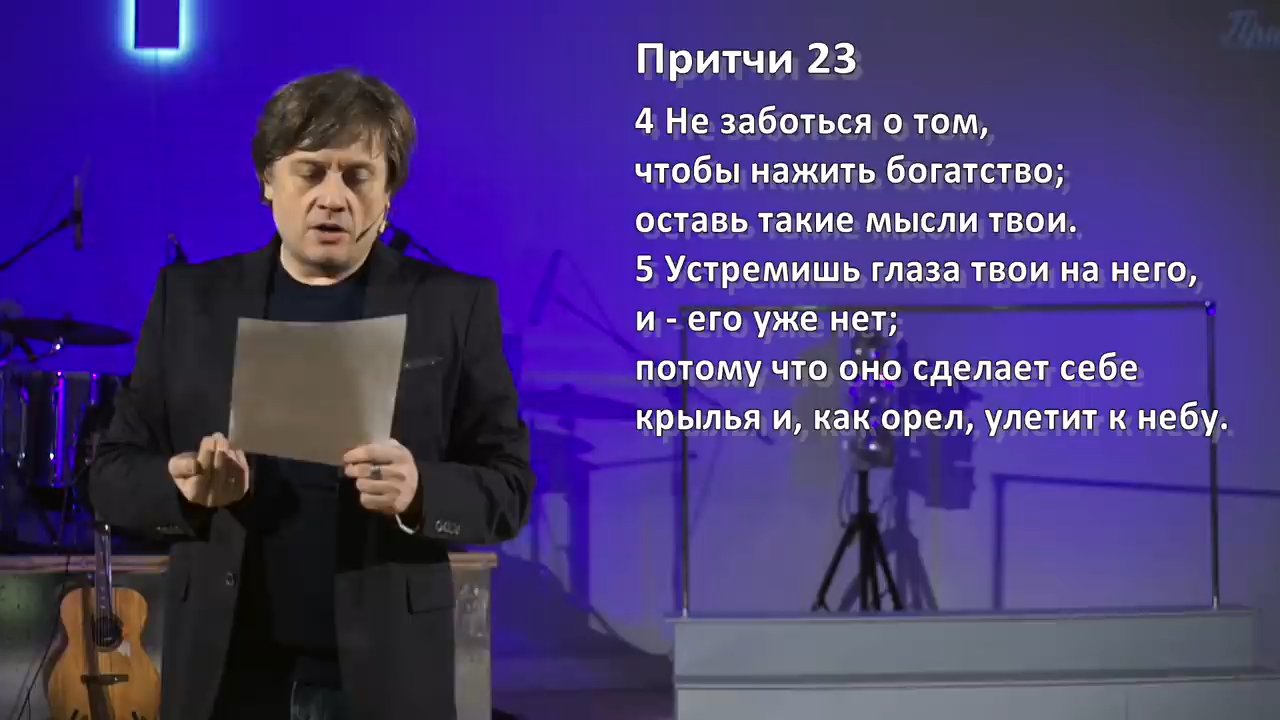 Притчи 23
4 Не заботься о том,
чтобы нажить богатство;
оставь такие мысли твои.
5 Устремишь глаза твои на него,
и - его уже нет;
потому что оно сделает себе
крылья и, как орел, улетит к небу.